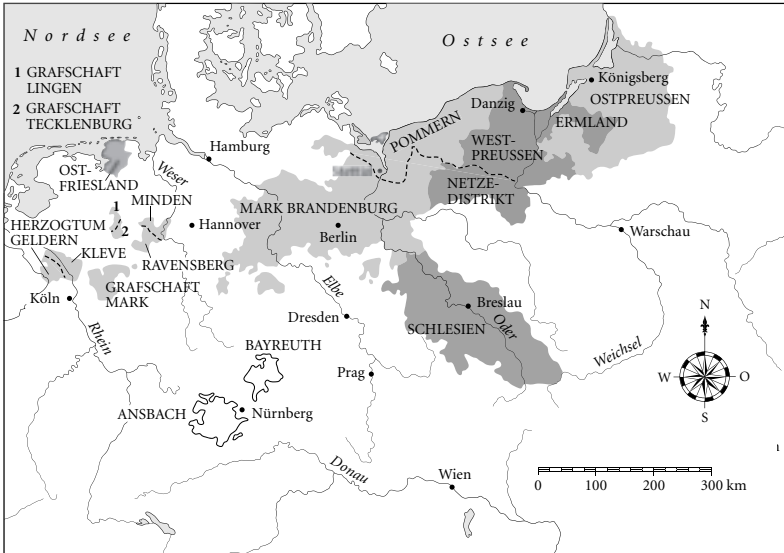 Nordsee
Ostsee
1 GRAFSCHAFT
LINGEN
2 GRAFSCHAFT
TECKLENBURG
Königsberg
OSTPREUSSEN
Danzig
ERMLAND
POMMERN
WEST-
PREUSSEN
Hamburg
OST-
FRIESLAND
Weser
NETZE-
DISTRIKT
1
2
MINDEN
MARK BRANDENBURG
HERZOGTUM
GELDERN
Hannover
Berlin
Warschau
KLEVE
RAVENSBERG
GRAFSCHAFT
MARK
Köln
Elbe
Breslau
Oder
Dresden
SCHLESIEN
Rhein
N
BAYREUTH
Weichsel
Prag
W
O
ANSBACH
Nürnberg
S
Donau
Wien
0 100 200 300 km